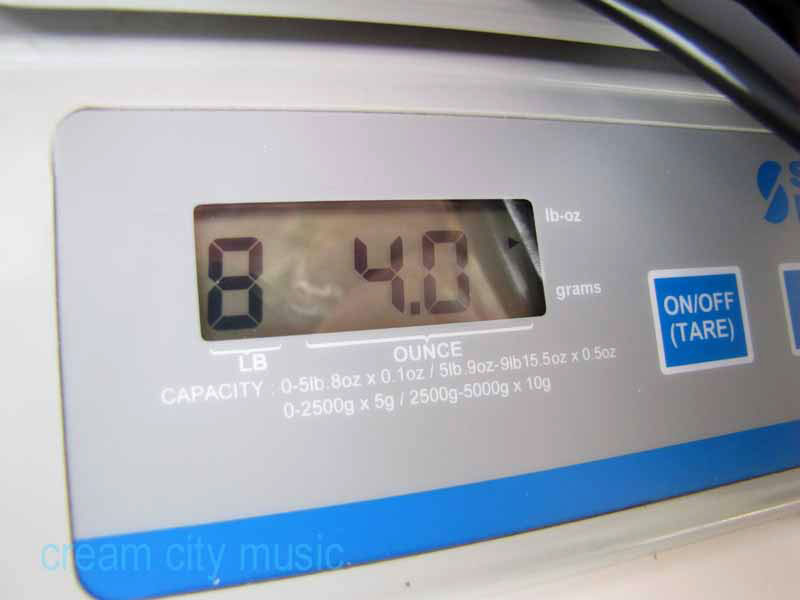 lb-oz
8 4.0
grams
LB
OUNCE
ON/OFF
(TARE)
CAPACITY : 0-5lb.8oz x 0.1oz / 5lb.9oz-9lb15.5oz x 0.5oz
0-2500g x 5g / 2500g-5000g x 10g
cream city music